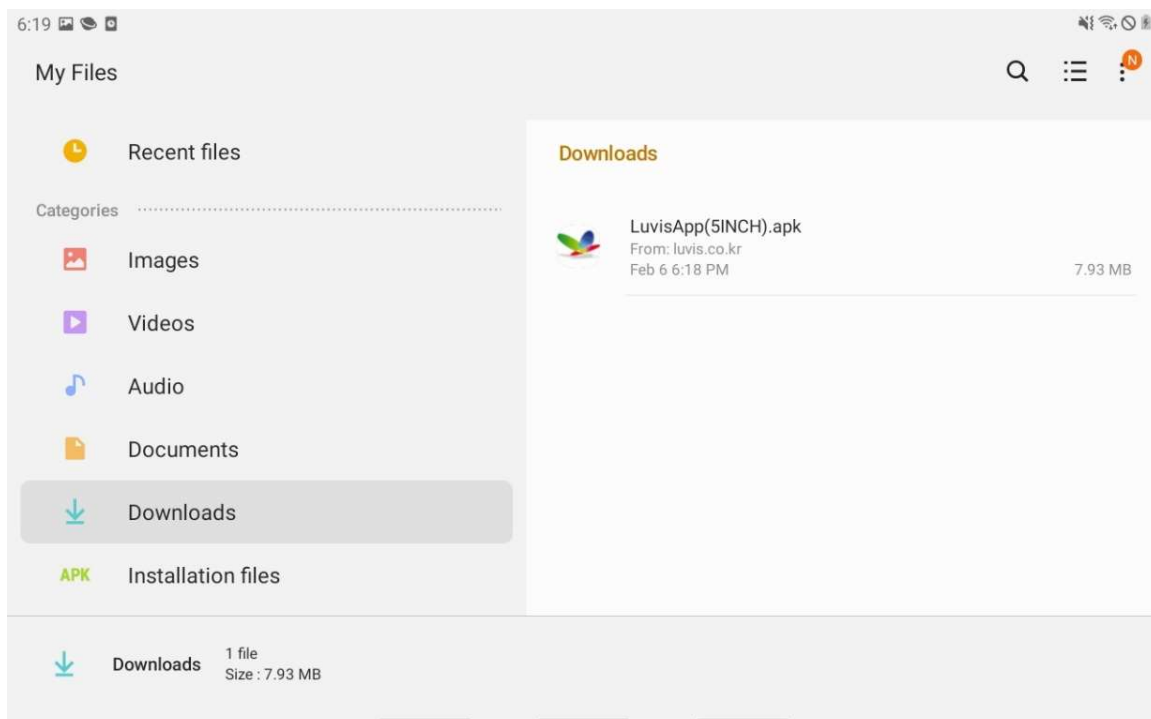 6:19
My Files
N
Recent files
Categories
Images
Videos
Audio
Documents
Downloads
APK Installation files
Downloads
LuvisApp(5INCH).apk
From: luvis.co.kr
Feb 6 6:18 PM
7.93 MB
Downloads
1 file
Size : 7.93 MB